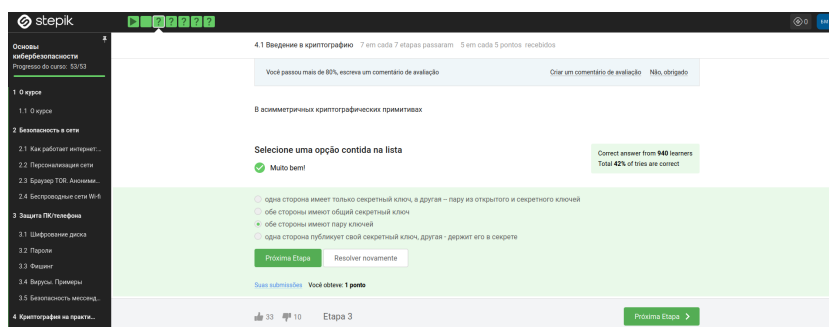 stepik
? ? ? ? ?
0
Основы кибербезопасности
Progresso do curso: 53/53
1 О курсе
1.1 О курсе
2 Безопасность в сети
2.1 Как работает интернет:...
2.2 Персонализация сети
2.3 Браузер TOR. Аноними...
2.4 Беспроводные сети Wi-fi
3 Защита ПК/телефона
3.1 Шифрование диска
3.2 Пароли
3.3 Фишинг
3.4 Вирусы. Примеры
3.5 Безопасность мессенд...
4 Криптография на практи...
4.1 Введение в криптографию 7 em cada 7 etapas passaram 5 em cada 5 pontos recebidos
Você passou mais de 80%, escreva um comentário de avaliação Criar um comentário de avaliação Não, obrigado
В асимметричных криптографических примитивах
Selecione uma opção contida na lista
Muito bem!
Correct answer from 940 learners
Total 42% of tries are correct
одна сторона имеет только секретный ключ, а другая – пару из открытого и секретного ключей
обе стороны имеют общий секретный ключ
обе стороны имеют пару ключей
одна сторона публикует свой секретный ключ, другая - держит его в секрете
Próxima Etapa Resolver novamente
Suas submissões Você obteve: 1 ponto
33 10 Etapa 3 Próxima Etapa